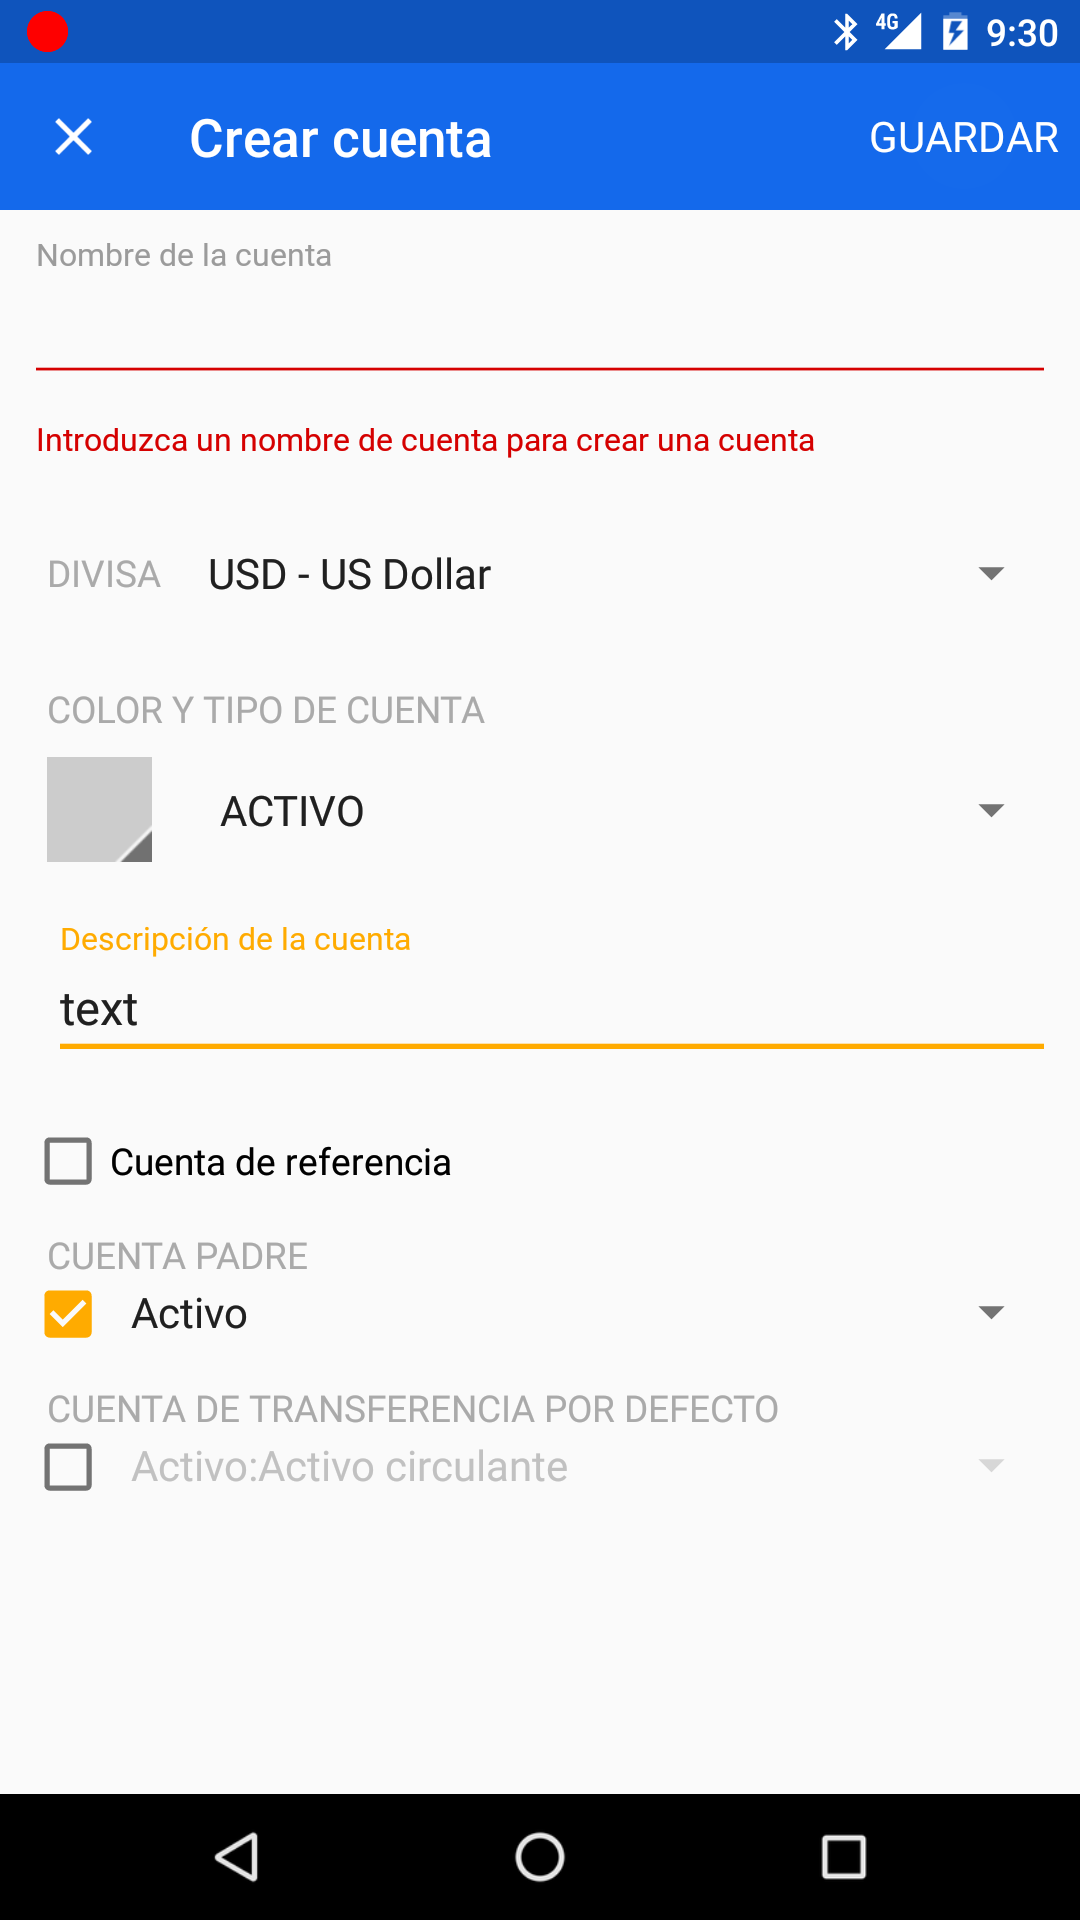 4G 9:30
Crear cuenta GUARDAR
Nombre de la cuenta
Introduzca un nombre de cuenta para crear una cuenta
DIVISA USD - US Dollar
COLOR Y TIPO DE CUENTA
ACTIVO
Descripción de la cuenta
text
Cuenta de referencia
CUENTA PADRE
Activo
CUENTA DE TRANSFERENCIA POR DEFECTO
Activo:Activo circulante